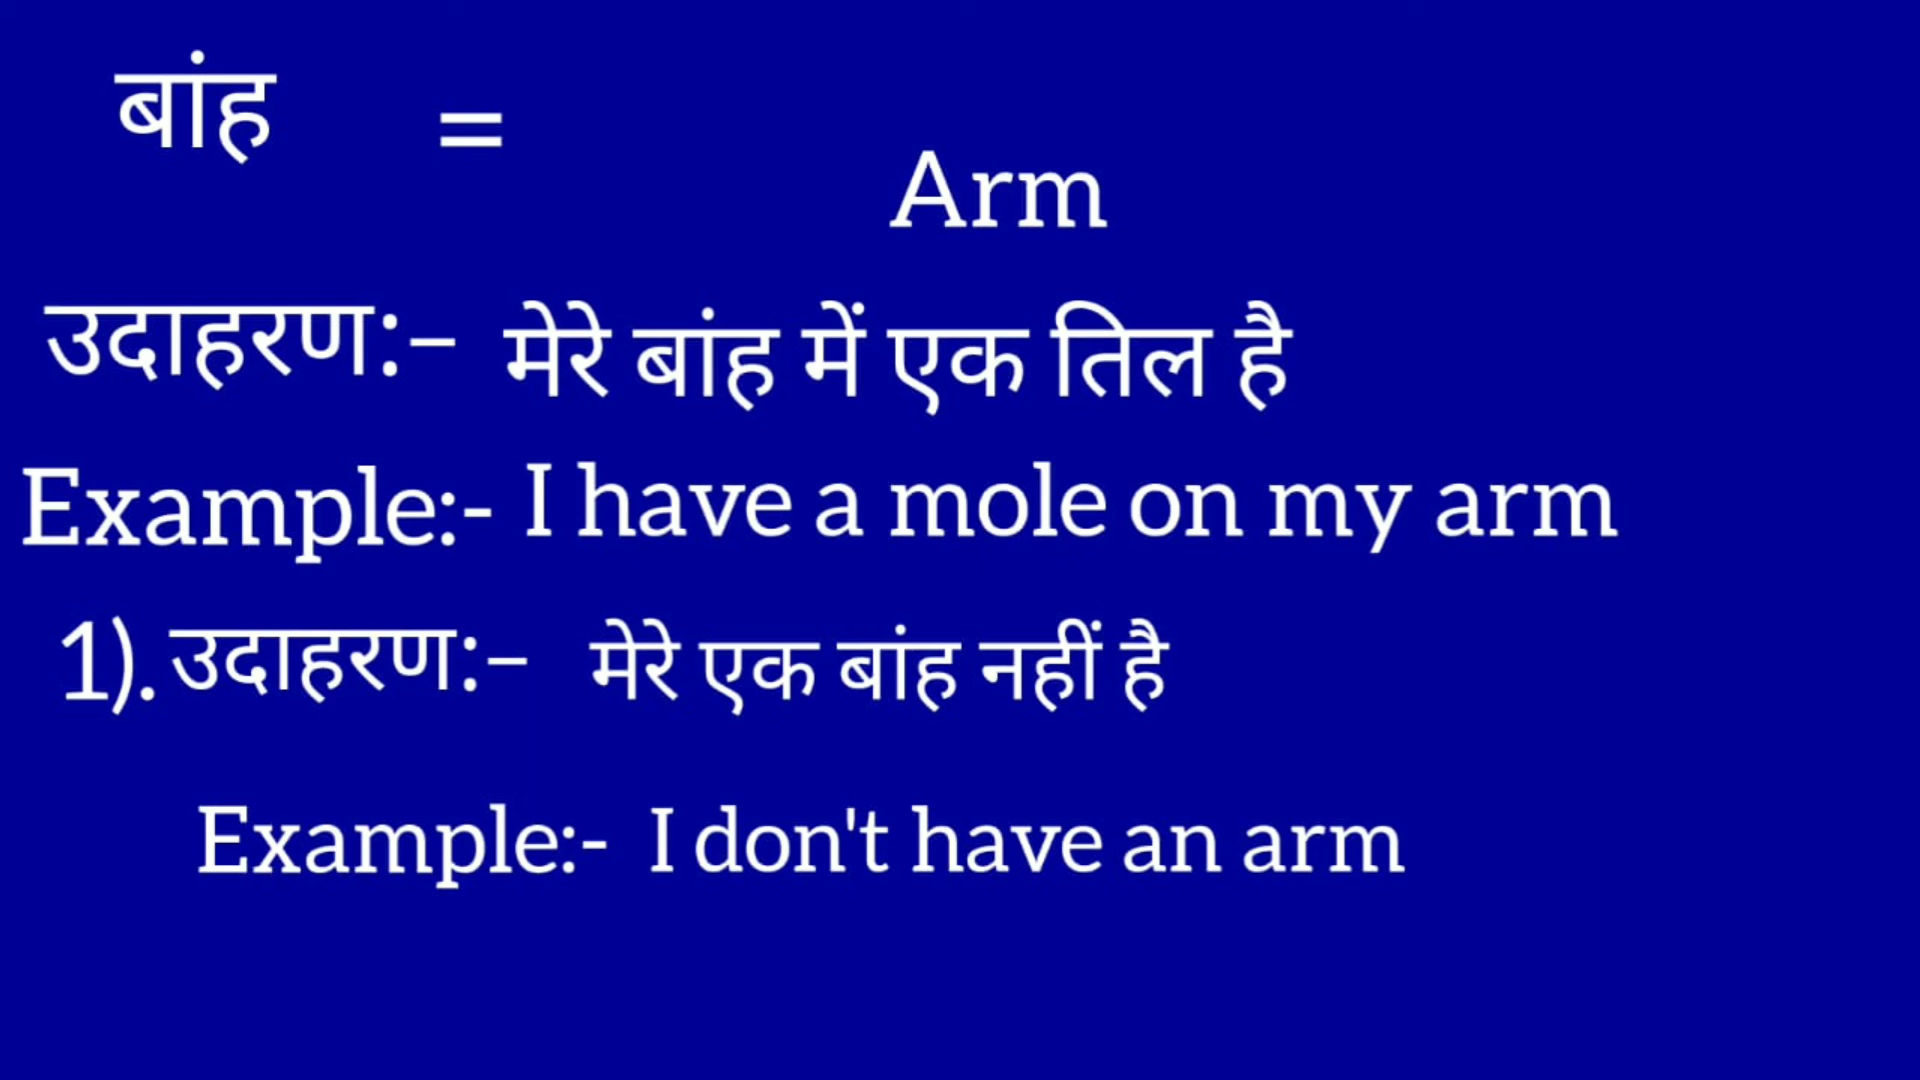 बांह =
Arm
उदाहरण:– मेरे बांह में एक तिल है
Example:- I have a mole on my arm
1). उदाहरण:– मेरे एक बांह नहीं है
Example:- I don't have an arm